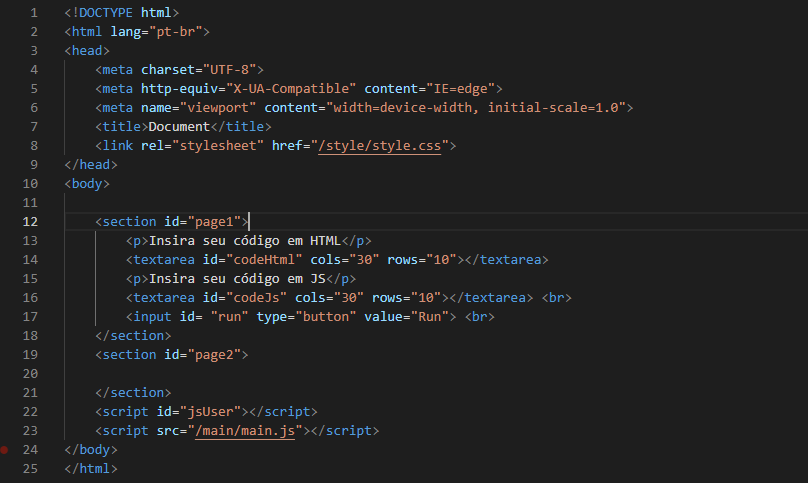 1 <!DOCTYPE html>
2 <html lang="pt-br">
3 <head>
4     <meta charset="UTF-8">
5     <meta http-equiv="X-UA-Compatible" content="IE=edge">
6     <meta name="viewport" content="width=device-width, initial-scale=1.0">
7     <title>Document</title>
8     <link rel="stylesheet" href="/style/style.css">
9 </head>
10 <body>
11
12     <section id="page1">
13         <p>Insira seu código em HTML</p>
14         <textarea id="codeHtml" cols="30" rows="10"></textarea>
15         <p>Insira seu código em JS</p>
16         <textarea id="codeJs" cols="30" rows="10"></textarea> <br>
17         <input id= "run" type="button" value="Run"> <br>
18     </section>
19     <section id="page2">
20
21     </section>
22     <script id="jsUser"></script>
23     <script src="/main/main.js"></script>
24 </body>
25 </html>